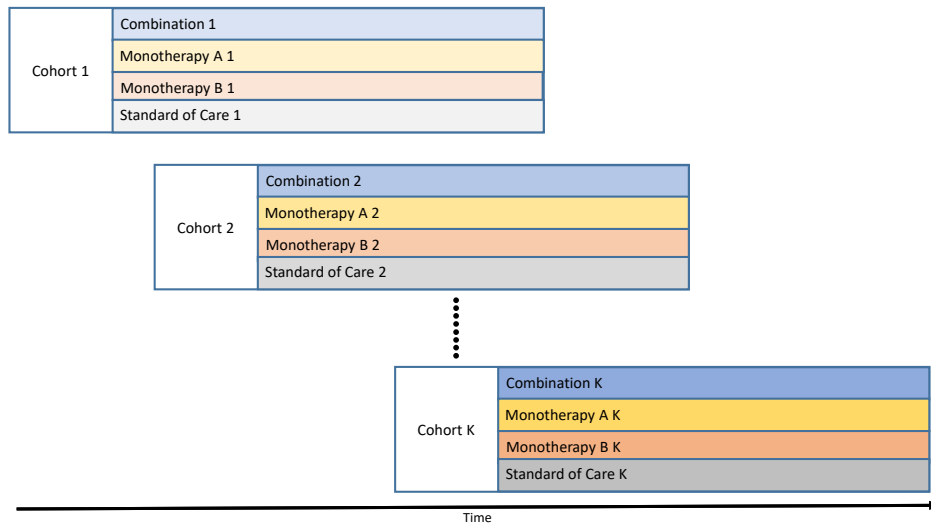 Cohort 1
Combination 1
Monotherapy A 1
Monotherapy B 1
Standard of Care 1
Cohort 2
Combination 2
Monotherapy A 2
Monotherapy B 2
Standard of Care 2
Cohort K
Combination K
Monotherapy A K
Monotherapy B K
Standard of Care K
Time